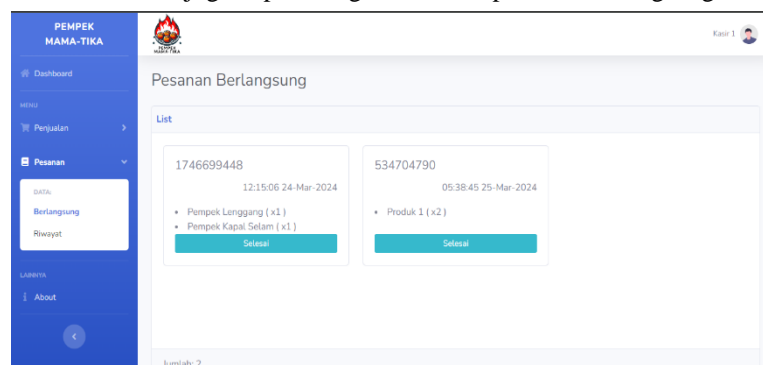 PEMPEK
MAMA-TIKA
Kasir 1
Dashboard
Pesanan Berlangsung
MENU
Penjualan
List
Pesanan
1746699448
534704790
12:15:06 24-Mar-2024
05:38:45 25-Mar-2024
DATA:
Berlangsung
Riwayat
Pempek Lenggang ( x1 )
Pempek Kapal Selam ( x1 )
Produk 1 ( x2 )
Selesai
Selesai
LAINNYA
About
Jumlah: 2